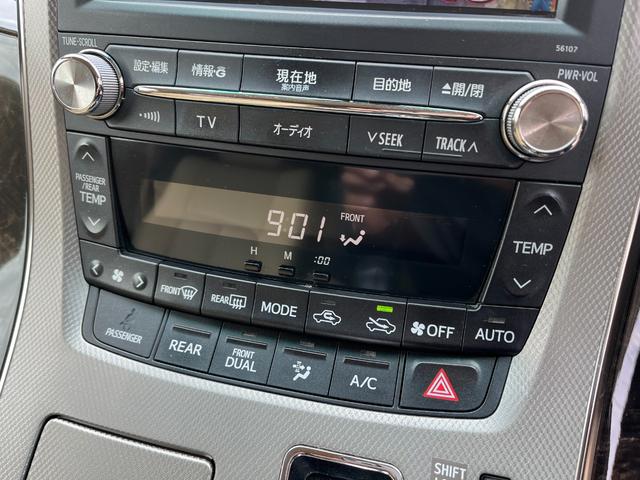 TUNE•SCROLL
56107
設定・編集
情報・G
現在地
案内音声
目的地
⏏開/閉
PWR•VOL
TV
オーディオ
∨SEEK
TRACK∧
PASSENGER
/REAR
TEMP
9:01
FRONT
H
M
:00
TEMP
FRONT
REAR
MODE
OFF
AUTO
PASSENGER
REAR
FRONT
DUAL
A/C
SHIFT